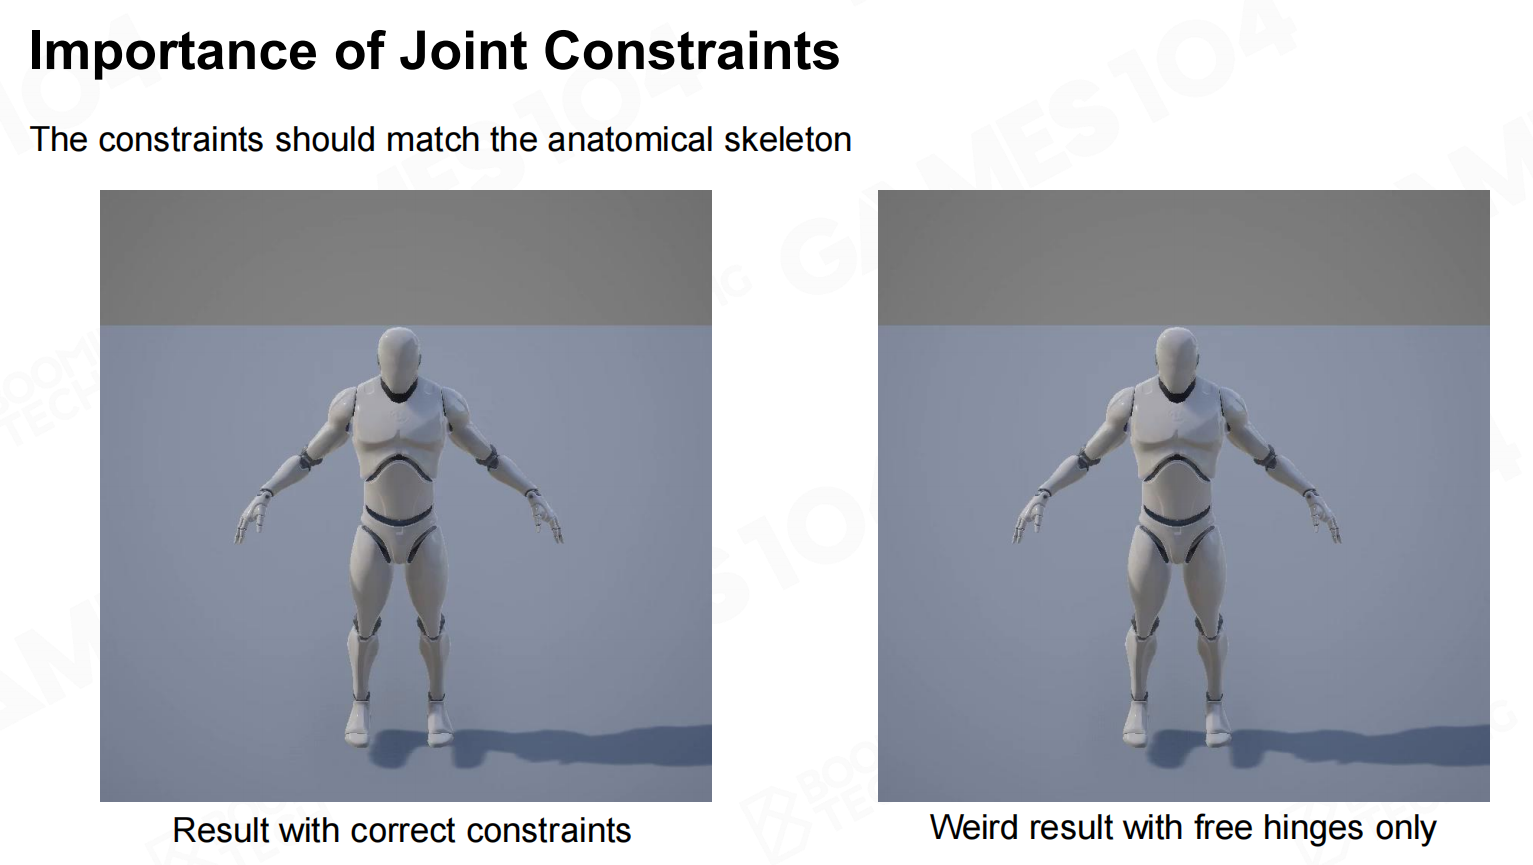 Importance of Joint Constraints
The constraints should match the anatomical skeleton
Result with correct constraints
Weird result with free hinges only
GAMES104